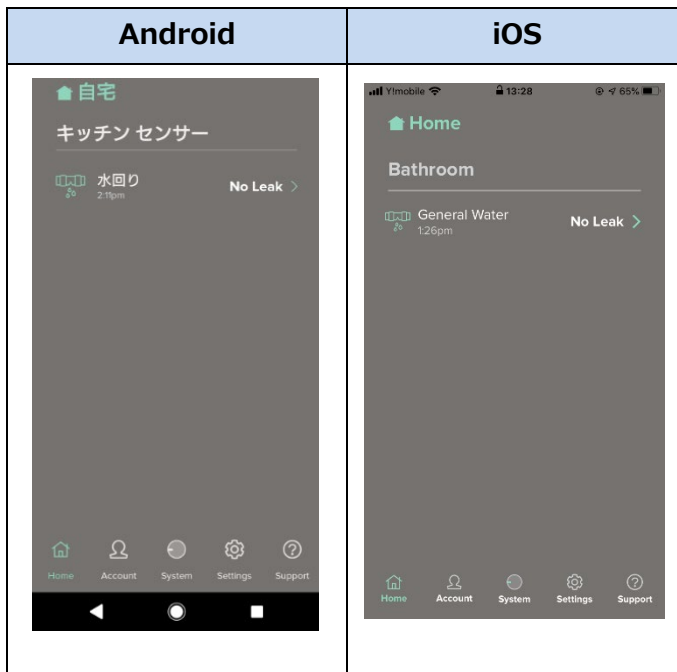 Android
iOS
自宅
キッチン センサー
水回り
2:11pm
No Leak
Home Account System Settings Support
Y!mobile 13:28 65%
Home
Bathroom
General Water
1:26pm
No Leak
Home Account System Settings Support